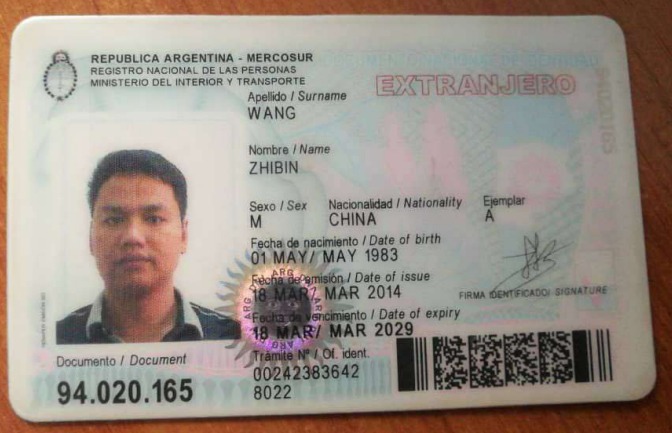 REPUBLICA ARGENTINA - MERCOSUR
REGISTRO NACIONAL DE LAS PERSONAS
MINISTERIO DEL INTERIOR Y TRANSPORTE
EXTRANJERO
Apellido / Surname
WANG
Nombre / Name
ZHIBIN
Sexo / Sex Nacionalidad / Nationality Ejemplar
M CHINA A
Fecha de nacimiento / Date of birth
01 MAY/ MAY 1983
Fecha de emisión / Date of issue
18 MAR/ MAR 2014
FIRMA IDENTIFICADO/ SIGNATURE
Fecha de vencimiento / Date of expiry
18 MAR/ MAR 2029
Documento / Document
94.020.165
Trámite Nº / Of. ident.
00242383642
8022